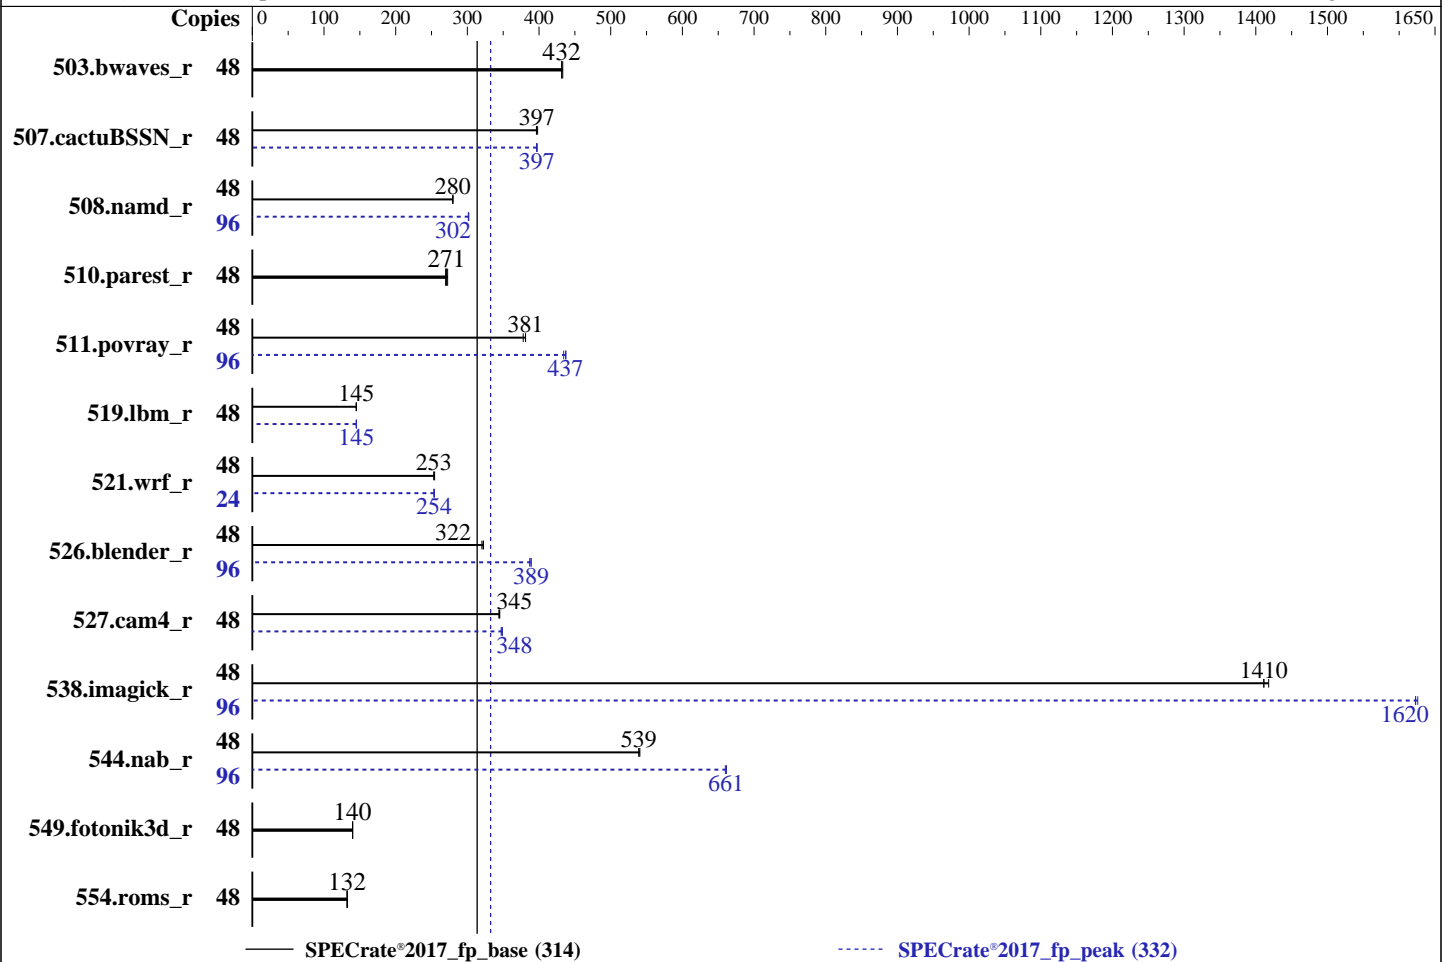 Copies 0 100 200 300 400 500 600 700 800 900 1000 1100 1200 1300 1400 1500 1650
503.bwaves_r 48 432
507.cactuBSSN_r 48 397
397
508.namd_r 48 280
96 302
510.parest_r 48 271
511.povray_r 48 381
96 437
519.lbm_r 48 145
145
521.wrf_r 48 253
24 254
526.blender_r 48 322
96 389
527.cam4_r 48 345
348
538.imagick_r 48 1410
96 1620
544.nab_r 48 539
96 661
549.fotonik3d_r 48 140
554.roms_r 48 132
SPECrate®2017_fp_base (314) SPECrate®2017_fp_peak (332)